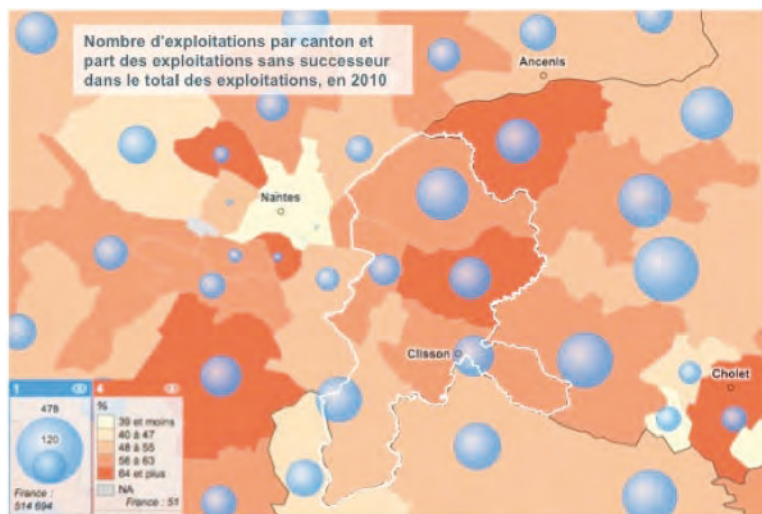 Nombre d'exploitations par canton et
part des exploitations sans successeur
dans le total des exploitations, en 2010
Ancenis
Nantes
Clisson
Cholet
1
478
120
France :
514 694
4
%
39 et moins
40 à 47
48 à 55
56 à 63
64 et plus
NA
France : 51